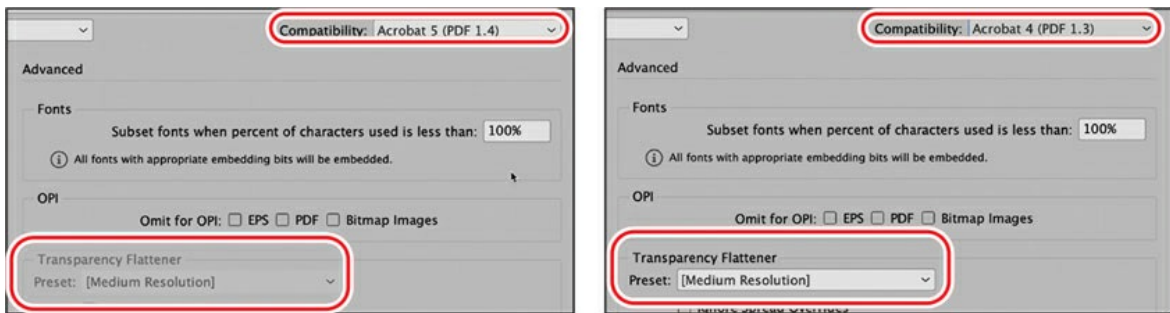 Compatibility: Acrobat 5 (PDF 1.4)
Advanced
Fonts
Subset fonts when percent of characters used is less than: 100%
All fonts with appropriate embedding bits will be embedded.
OPI
Omit for OPI: EPS PDF Bitmap Images
Transparency Flattener
Preset: [Medium Resolution]
Compatibility: Acrobat 4 (PDF 1.3)
Advanced
Fonts
Subset fonts when percent of characters used is less than: 100%
All fonts with appropriate embedding bits will be embedded.
OPI
Omit for OPI: EPS PDF Bitmap Images
Transparency Flattener
Preset: [Medium Resolution]
Ignore Spread Overrides